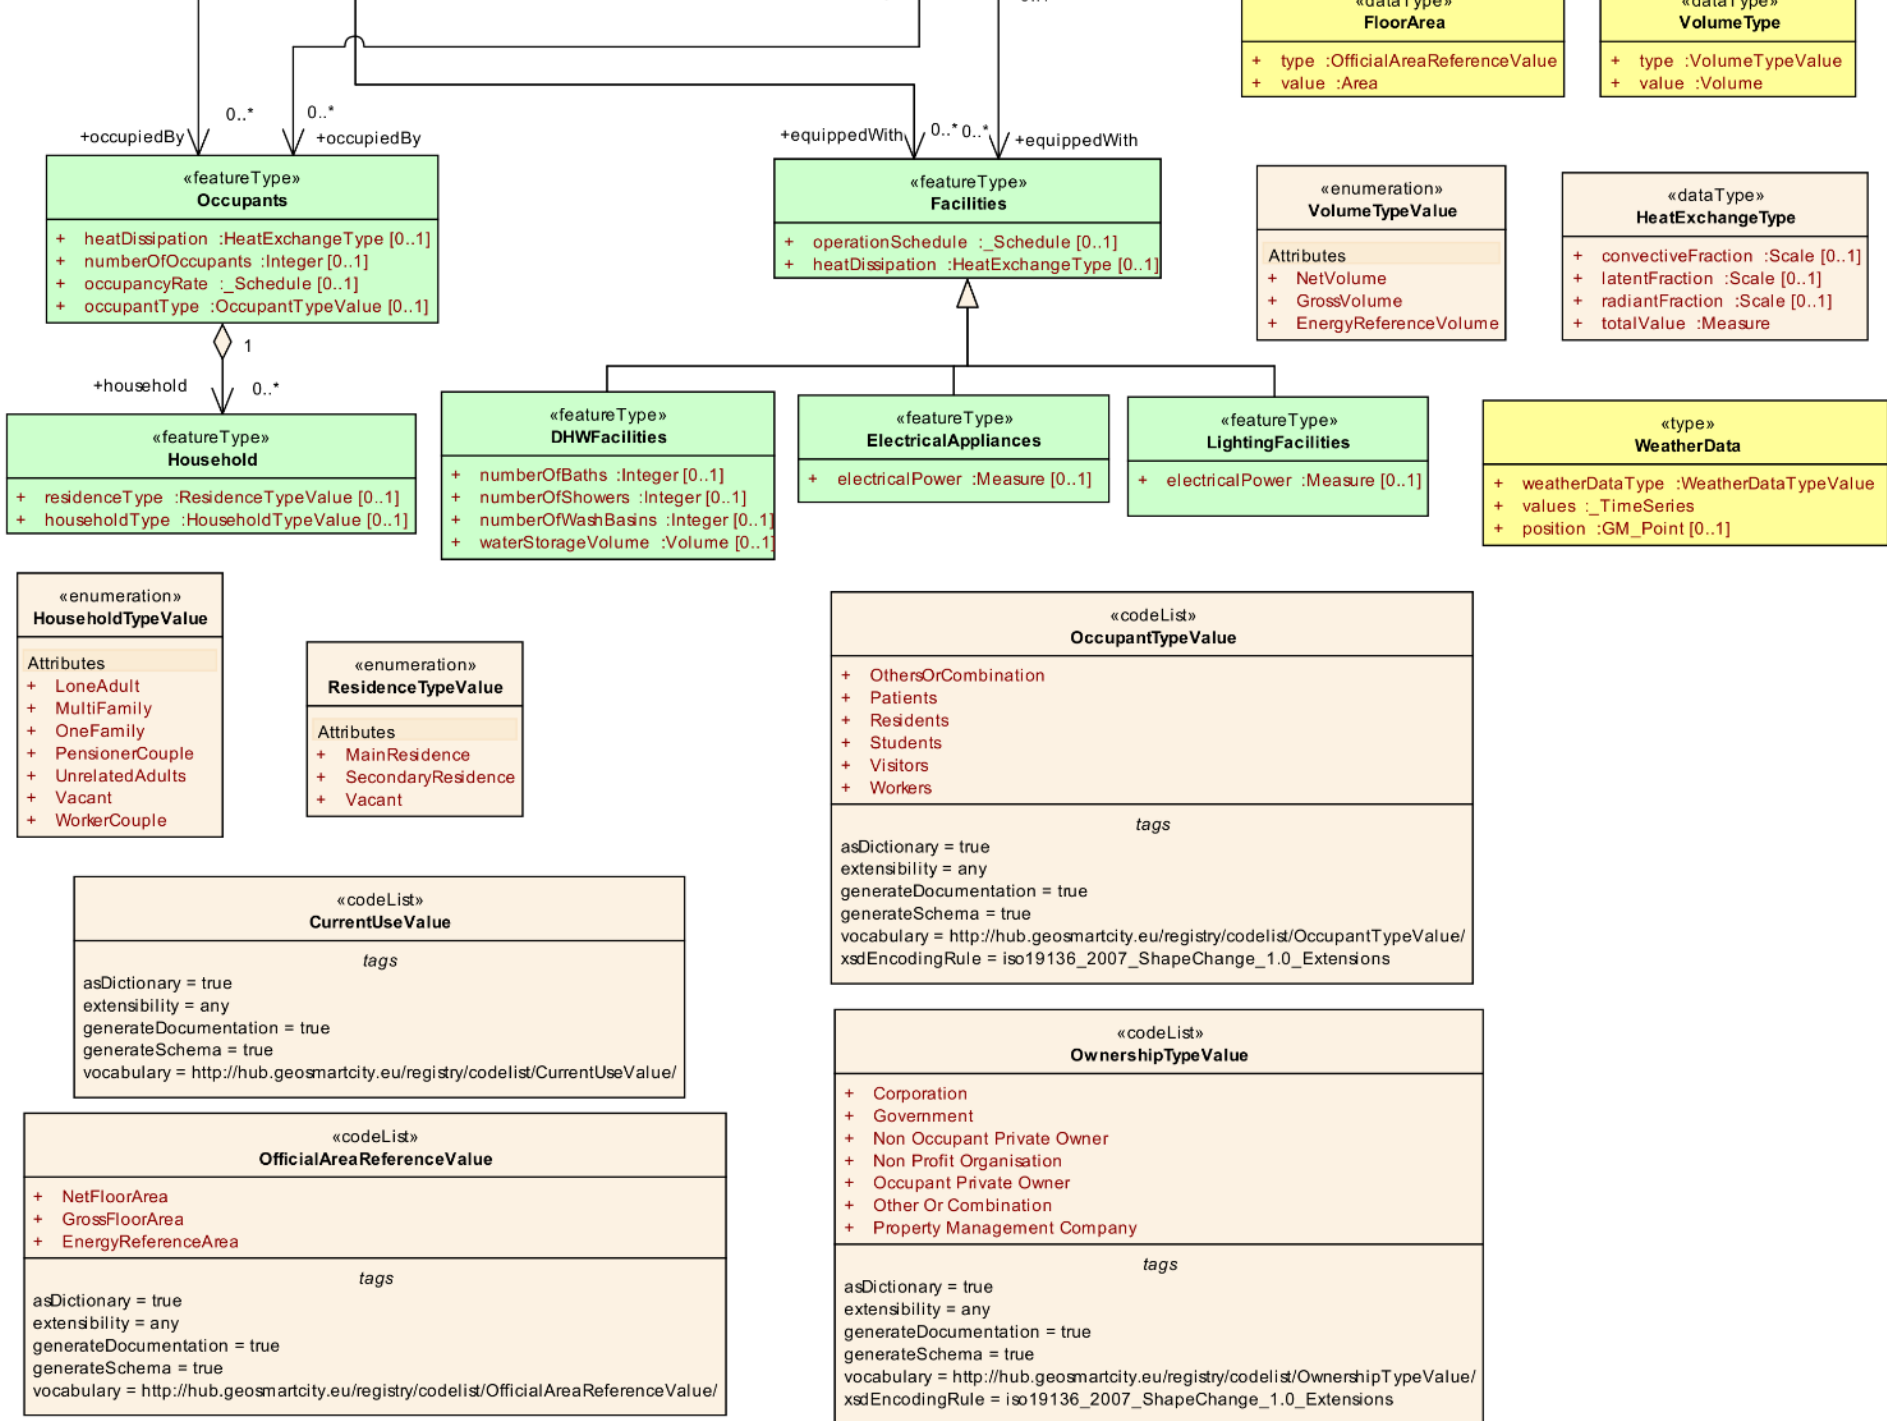 «dataType»
FloorArea
+ type :OfficialAreaReferenceValue
+ value :Area
«dataType»
VolumeType
+ type :VolumeTypeValue
+ value :Volume
0..*
+occupiedBy
0..*
+occupiedBy
+equippedWith
0..*
0..*
+equippedWith
«featureType»
Occupants
+ heatDissipation :HeatExchangeType [0..1]
+ numberOfOccupants :Integer [0..1]
+ occupancyRate :_Schedule [0..1]
+ occupantType :OccupantTypeValue [0..1]
«featureType»
Facilities
+ operationSchedule :_Schedule [0..1]
+ heatDissipation :HeatExchangeType [0..1]
«enumeration»
VolumeTypeValue
Attributes
+ NetVolume
+ GrossVolume
+ EnergyReferenceVolume
«dataType»
HeatExchangeType
+ convectiveFraction :Scale [0..1]
+ latentFraction :Scale [0..1]
+ radiantFraction :Scale [0..1]
+ totalValue :Measure
1
+household
0..*
«featureType»
Household
+ residenceType :ResidenceTypeValue [0..1]
+ householdType :HouseholdTypeValue [0..1]
«featureType»
DHWFacilities
+ numberOfBaths :Integer [0..1]
+ numberOfShowers :Integer [0..1]
+ numberOfWashBasins :Integer [0..1]
+ waterStorageVolume :Volume [0..1]
«featureType»
ElectricalAppliances
+ electricalPower :Measure [0..1]
«featureType»
LightingFacilities
+ electricalPower :Measure [0..1]
«type»
WeatherData
+ weatherDataType :WeatherDataTypeValue
+ values :_TimeSeries
+ position :GM_Point [0..1]
«enumeration»
HouseholdTypeValue
Attributes
+ LoneAdult
+ MultiFamily
+ OneFamily
+ PensionerCouple
+ UnrelatedAdults
+ Vacant
+ WorkerCouple
«enumeration»
ResidenceTypeValue
Attributes
+ MainResidence
+ SecondaryResidence
+ Vacant
«codeList»
OccupantTypeValue
+ OthersOrCombination
+ Patients
+ Residents
+ Students
+ Visitors
+ Workers
tags
asDictionary = true
extensibility = any
generateDocumentation = true
generateSchema = true
vocabulary = http://hub.geosmartcity.eu/registry/codelist/OccupantTypeValue/
xsdEncodingRule = iso19136_2007_ShapeChange_1.0_Extensions
«codeList»
CurrentUseValue
tags
asDictionary = true
extensibility = any
generateDocumentation = true
generateSchema = true
vocabulary = http://hub.geosmartcity.eu/registry/codelist/CurrentUseValue/
«codeList»
OwnershipTypeValue
+ Corporation
+ Government
+ Non Occupant Private Owner
+ Non Profit Organisation
+ Occupant Private Owner
+ Other Or Combination
+ Property Management Company
tags
asDictionary = true
extensibility = any
generateDocumentation = true
generateSchema = true
vocabulary = http://hub.geosmartcity.eu/registry/codelist/OwnershipTypeValue/
xsdEncodingRule = iso19136_2007_ShapeChange_1.0_Extensions
«codeList»
OfficialAreaReferenceValue
+ NetFloorArea
+ GrossFloorArea
+ EnergyReferenceArea
tags
asDictionary = true
extensibility = any
generateDocumentation = true
generateSchema = true
vocabulary = http://hub.geosmartcity.eu/registry/codelist/OfficialAreaReferenceValue/